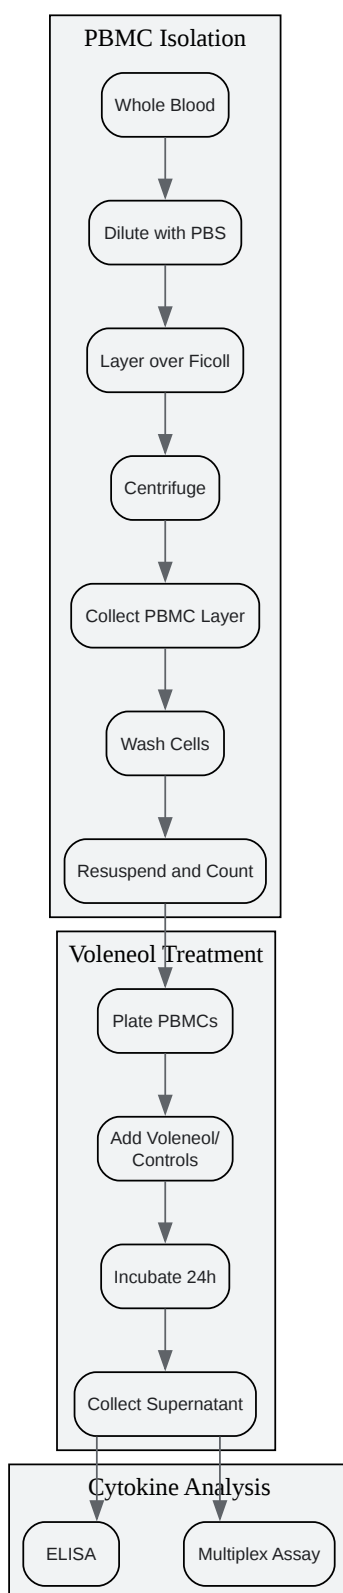 PBMC Isolation
Whole Blood
Dilute with PBS
Layer over Ficoll
Centrifuge
Collect PBMC Layer
Wash Cells
Resuspend and Count
Voleneol Treatment
Plate PBMCs
Add Voleneol/
Controls
Incubate 24h
Collect Supernatant
Cytokine Analysis
ELISA
Multiplex Assay